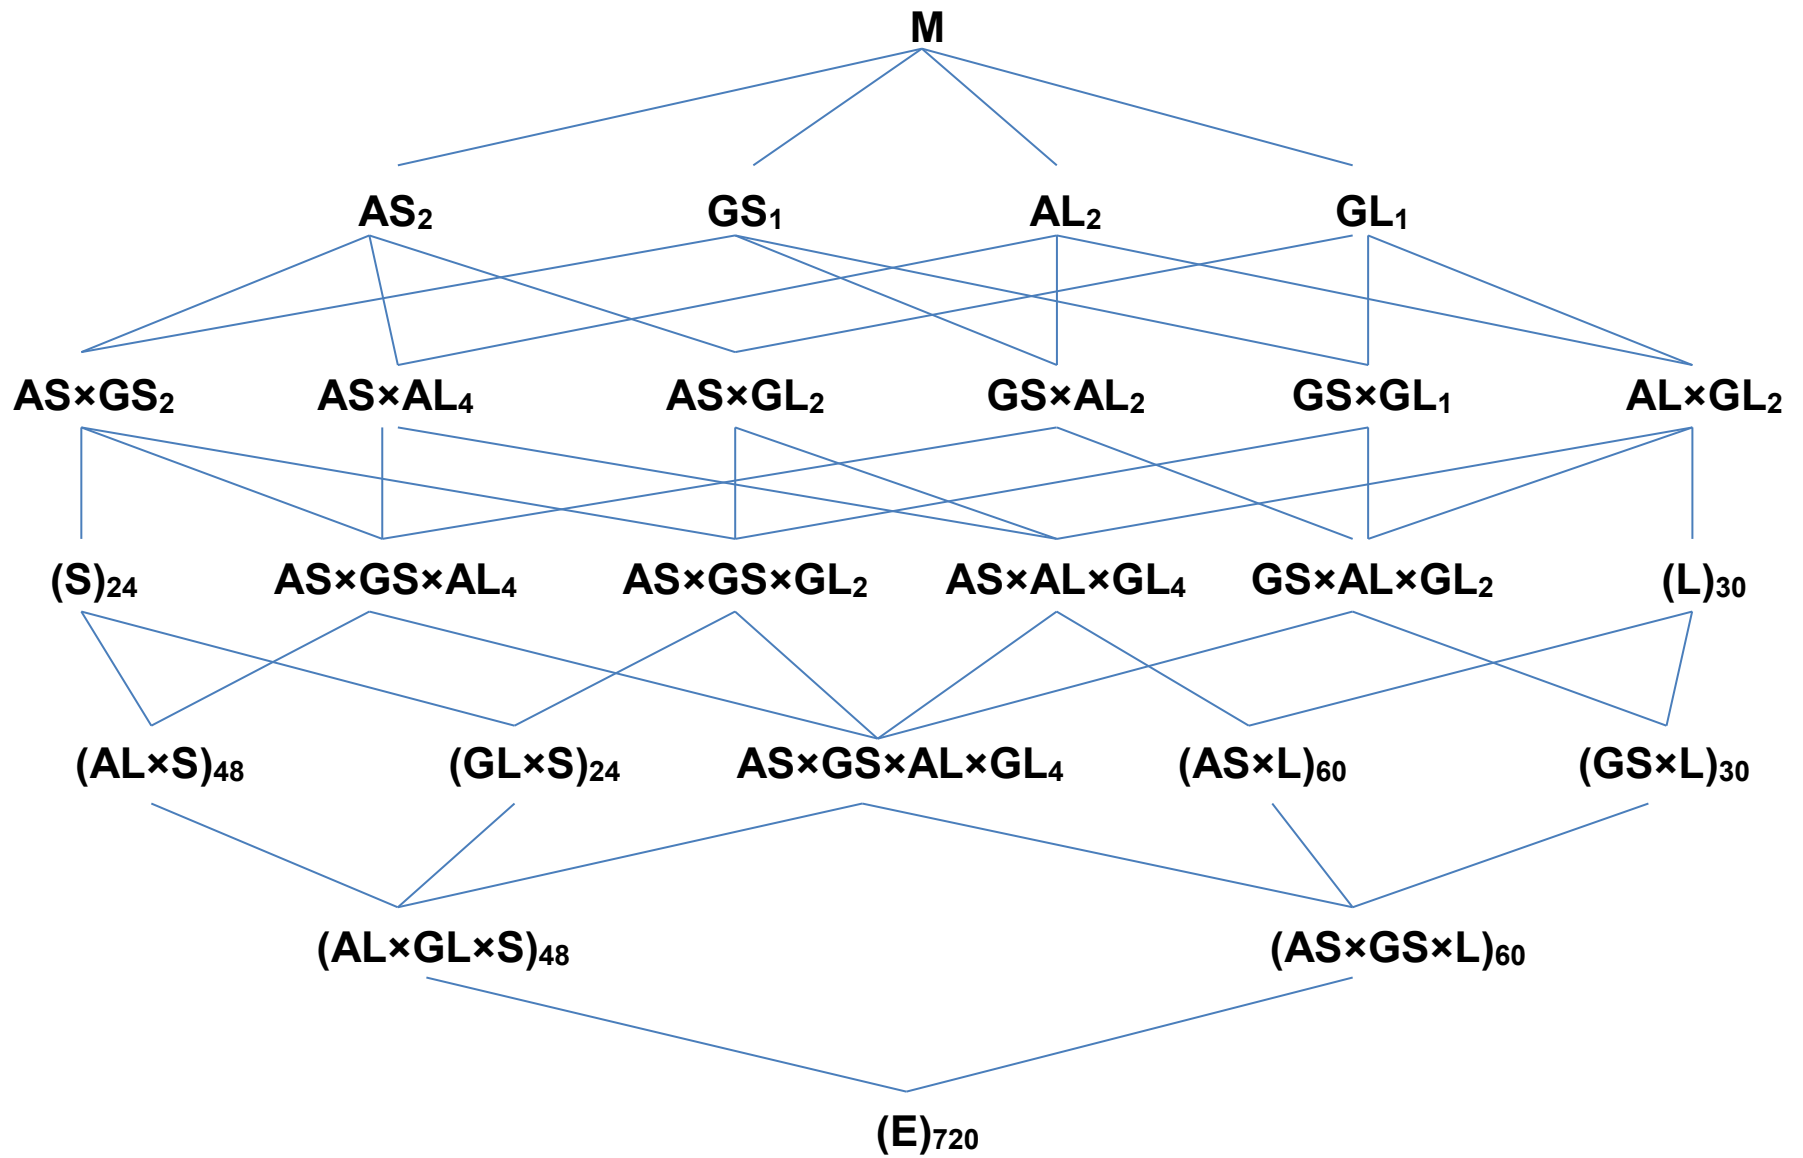 M
AS₂ GS₁ AL₂ GL₁
AS×GS₂ AS×AL₄ AS×GL₂ GS×AL₂ GS×GL₁ AL×GL₂
(S)₂₄ AS×GS×AL₄ AS×GS×GL₂ AS×AL×GL₄ GS×AL×GL₂ (L)₃₀
(AL×S)₄₈ (GL×S)₂₄ AS×GS×AL×GL₄ (AS×L)₆₀ (GS×L)₃₀
(AL×GL×S)₄₈ (AS×GS×L)₆₀
(E)₇₂₀